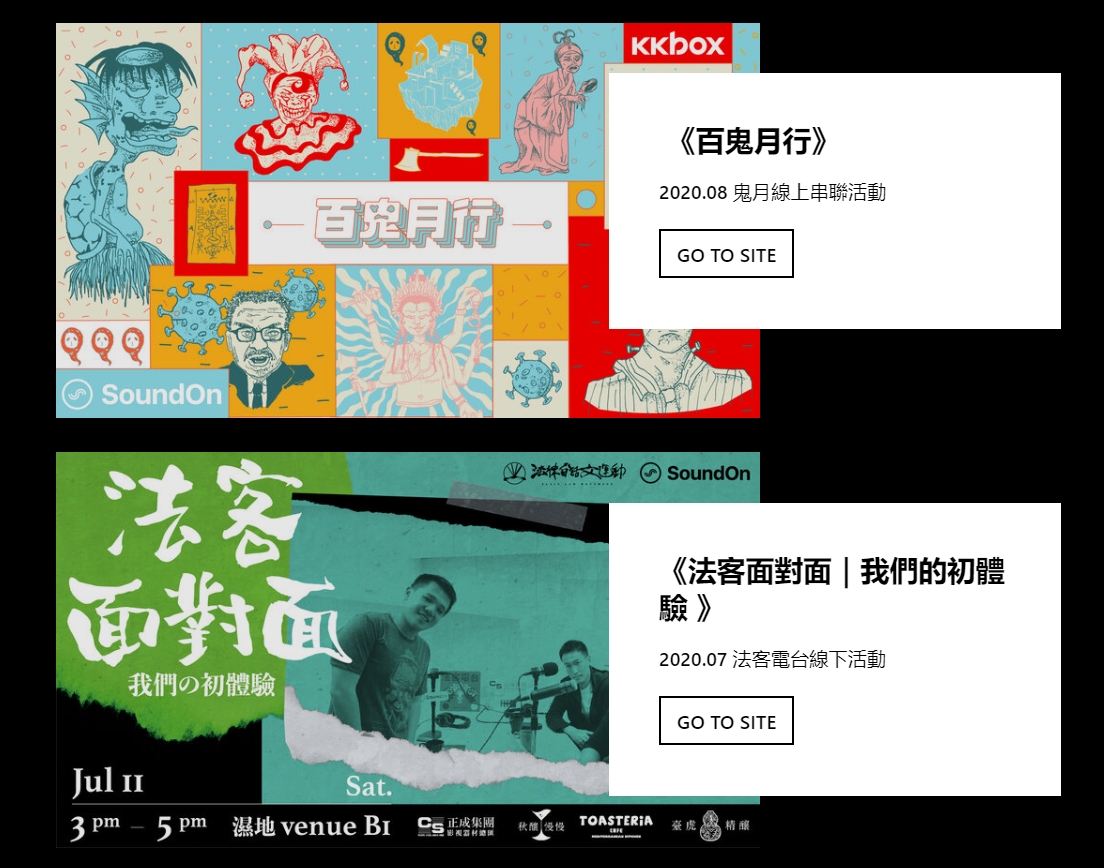 KKBOX
《百鬼月行》
2020.08 鬼月線上串聯活動
GO TO SITE
百鬼月行
SoundOn
法律白話文運動
SoundOn
法客
面對面
我們の初體驗
《法客面對面｜我們的初體
驗 》
2020.07 法客電台線下活動
GO TO SITE
Jul 11
Sat.
3 pm — 5 pm
濕地 venue B1
CS 正成集團
影視器材總匯
秋釀 慢慢
TOASTERiA
CAFE
臺虎 精釀